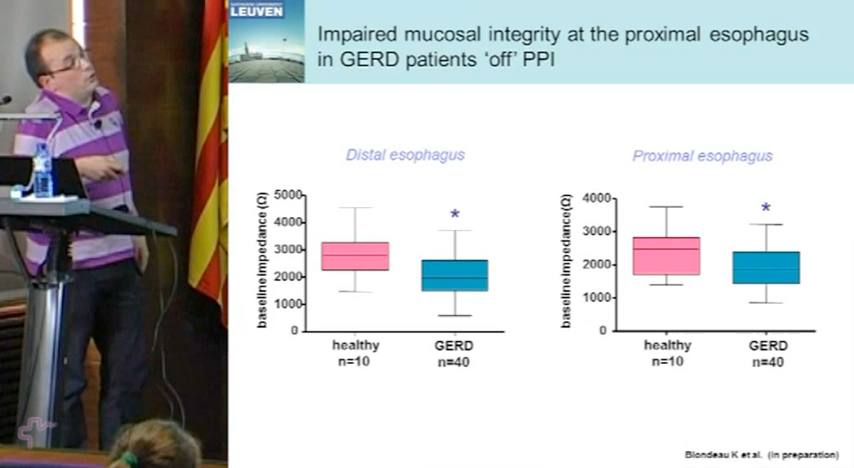 LEUVEN
Impaired mucosal integrity at the proximal esophagus
in GERD patients ‘off’ PPI
Distal esophagus
baseline impedance (Ω)
5000
4000
3000
2000
1000
0
*
healthy
n=10
GERD
n=40
Proximal esophagus
baseline impedance(Ω)
4000
3000
2000
1000
0
*
healthy
n=10
GERD
n=40
Blondeau K et al. (in preparation)